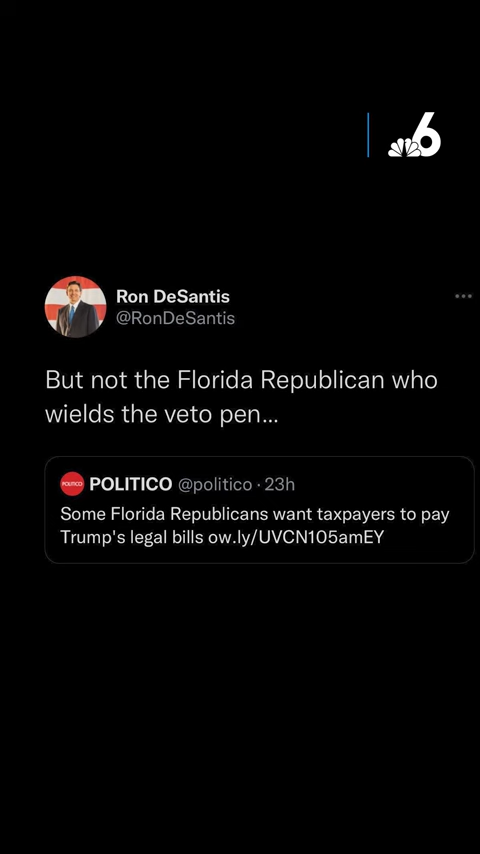 6
Ron DeSantis
@RonDeSantis
But not the Florida Republican who
wields the veto pen...
POLITICO
POLITICO @politico · 23h
Some Florida Republicans want taxpayers to pay
Trump's legal bills ow.ly/UVCN105amEY